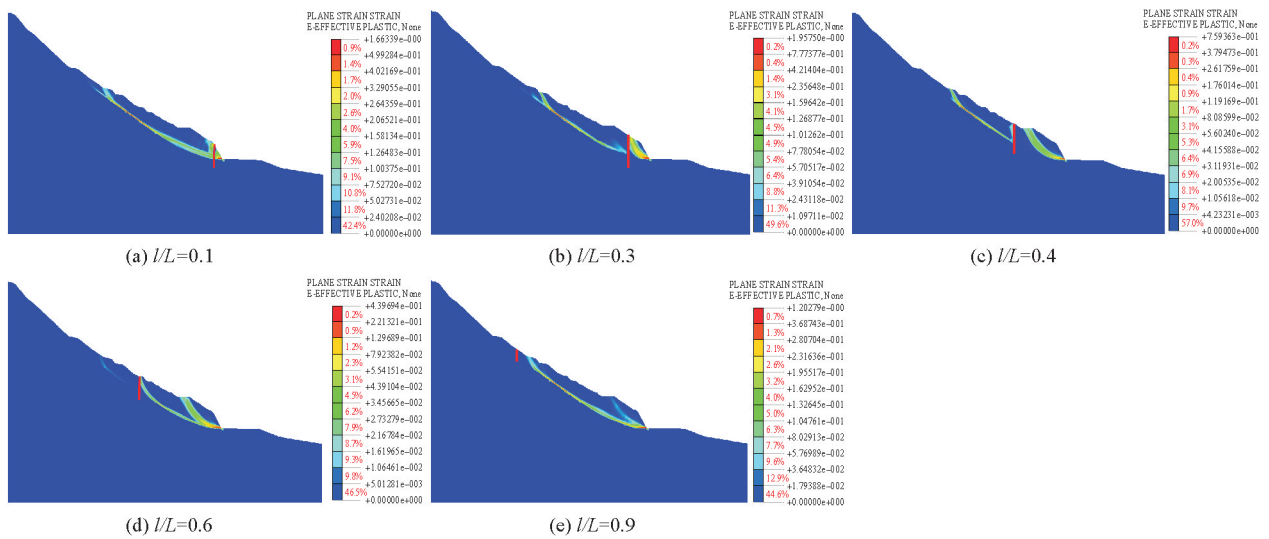 PLANE STRAIN STRAIN
E-EFFECTIVE PLASTIC, None
+1.66339e-000
0.9%
+4.99284e-001
1.4%
+4.02169e-001
1.7%
+3.29055e-001
2.0%
+2.64359e-001
2.6%
+2.06521e-001
4.0%
+1.58134e-001
5.9%
+1.26483e-001
7.5%
+1.00375e-001
9.1%
+7.52720e-002
10.8%
+5.02731e-002
11.8%
+2.40208e-002
42.4%
+0.00000e+000
(a) l/L=0.1
PLANE STRAIN STRAIN
E-EFFECTIVE PLASTIC, None
+1.95750e-000
0.2%
+7.77377e-001
0.4%
+4.21404e-001
1.4%
+2.35648e-001
3.1%
+1.59642e-001
4.1%
+1.26877e-001
4.5%
+1.01262e-001
4.9%
+7.78054e-002
5.4%
+5.70517e-002
6.4%
+3.91054e-002
8.8%
+2.43118e-002
11.3%
+1.09711e-002
49.6%
+0.00000e+000
(b) l/L=0.3
PLANE STRAIN STRAIN
E-EFFECTIVE PLASTIC, None
+7.59363e-001
0.2%
+3.79473e-001
0.3%
+2.61759e-001
0.4%
+1.76014e-001
0.9%
+1.19169e-001
1.7%
+8.08599e-002
3.1%
+5.60240e-002
5.3%
+4.15588e-002
6.4%
+3.11931e-002
6.9%
+2.00535e-002
8.1%
+1.05618e-002
9.7%
+4.23231e-003
57.0%
+0.00000e+000
(c) l/L=0.4
PLANE STRAIN STRAIN
E-EFFECTIVE PLASTIC, None
+4.39694e-001
0.2%
+2.21321e-001
0.5%
+1.29689e-001
1.2%
+7.92382e-002
2.3%
+5.54151e-002
3.1%
+4.39104e-002
4.9%
+3.45665e-002
6.2%
+2.73279e-002
7.9%
+2.16784e-002
8.7%
+1.61965e-002
9.3%
+1.06461e-002
9.8%
+5.01281e-003
46.5%
+0.00000e+000
(d) l/L=0.6
PLANE STRAIN STRAIN
E-EFFECTIVE PLASTIC, None
+1.20279e-000
0.7%
+3.68743e-001
1.3%
+2.80704e-001
2.1%
+2.31636e-001
2.6%
+1.95517e-001
3.2%
+1.62952e-001
4.0%
+1.32645e-001
5.0%
+1.04761e-001
6.3%
+8.02913e-002
7.7%
+5.76989e-002
9.6%
+3.64832e-002
12.9%
+1.79388e-002
44.6%
+0.00000e+000
(e) l/L=0.9